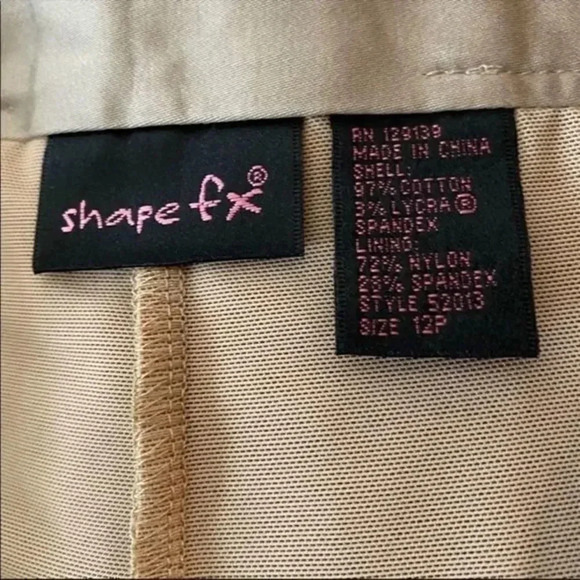 shape fx®
RN 128139
MADE IN CHINA
SHELL:
97% COTTON
3% LYCRA®
SPANDEX
LINING:
72% NYLON
28% SPANDEX
STYLE 52013
SIZE 12P